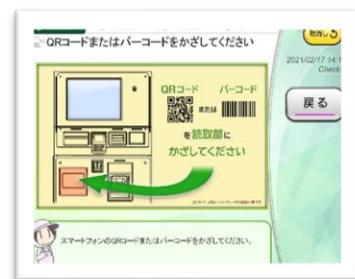 QRコードまたはバーコードをかざしてください
取消し
2021/02/17 14:1
Check
戻る
QRコード バーコード
または
を読取部に
かざしてください
スマートフォンのQRコードまたはバーコードをかざしてください。